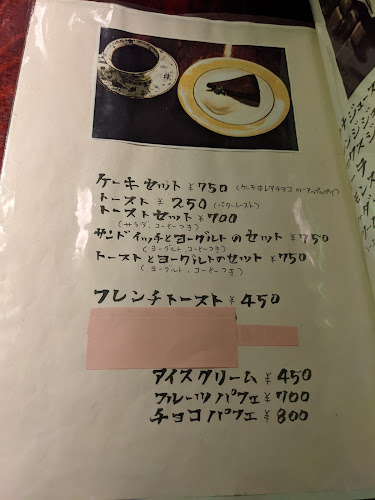 ケーキセット ¥750
トースト ¥250 (バタートースト)
トーストセット ¥700
(サラダ、コーヒーつき)
サンドイッチとヨーグルトのセット ¥750
(ヨーグルト、コーヒーつき)
トーストとヨーグルトのセット ¥750
(ヨーグルト、コーヒーつき)
フレンチトースト ¥450
アイスクリーム ¥450
フルーツパフェ ¥700
チョコパフェ ¥800